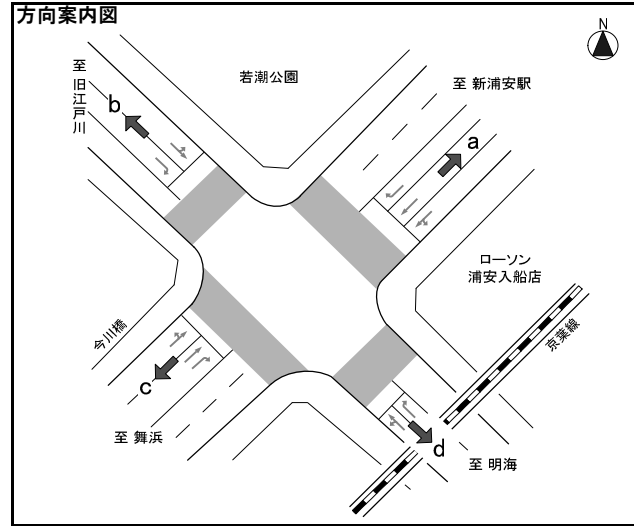 方向案内図
N
若潮公園
至 新浦安駅
至 旧江戸川
b
a
ローソン
浦安入船店
京葉線
今川橋
c
至 舞浜
d
至 明海